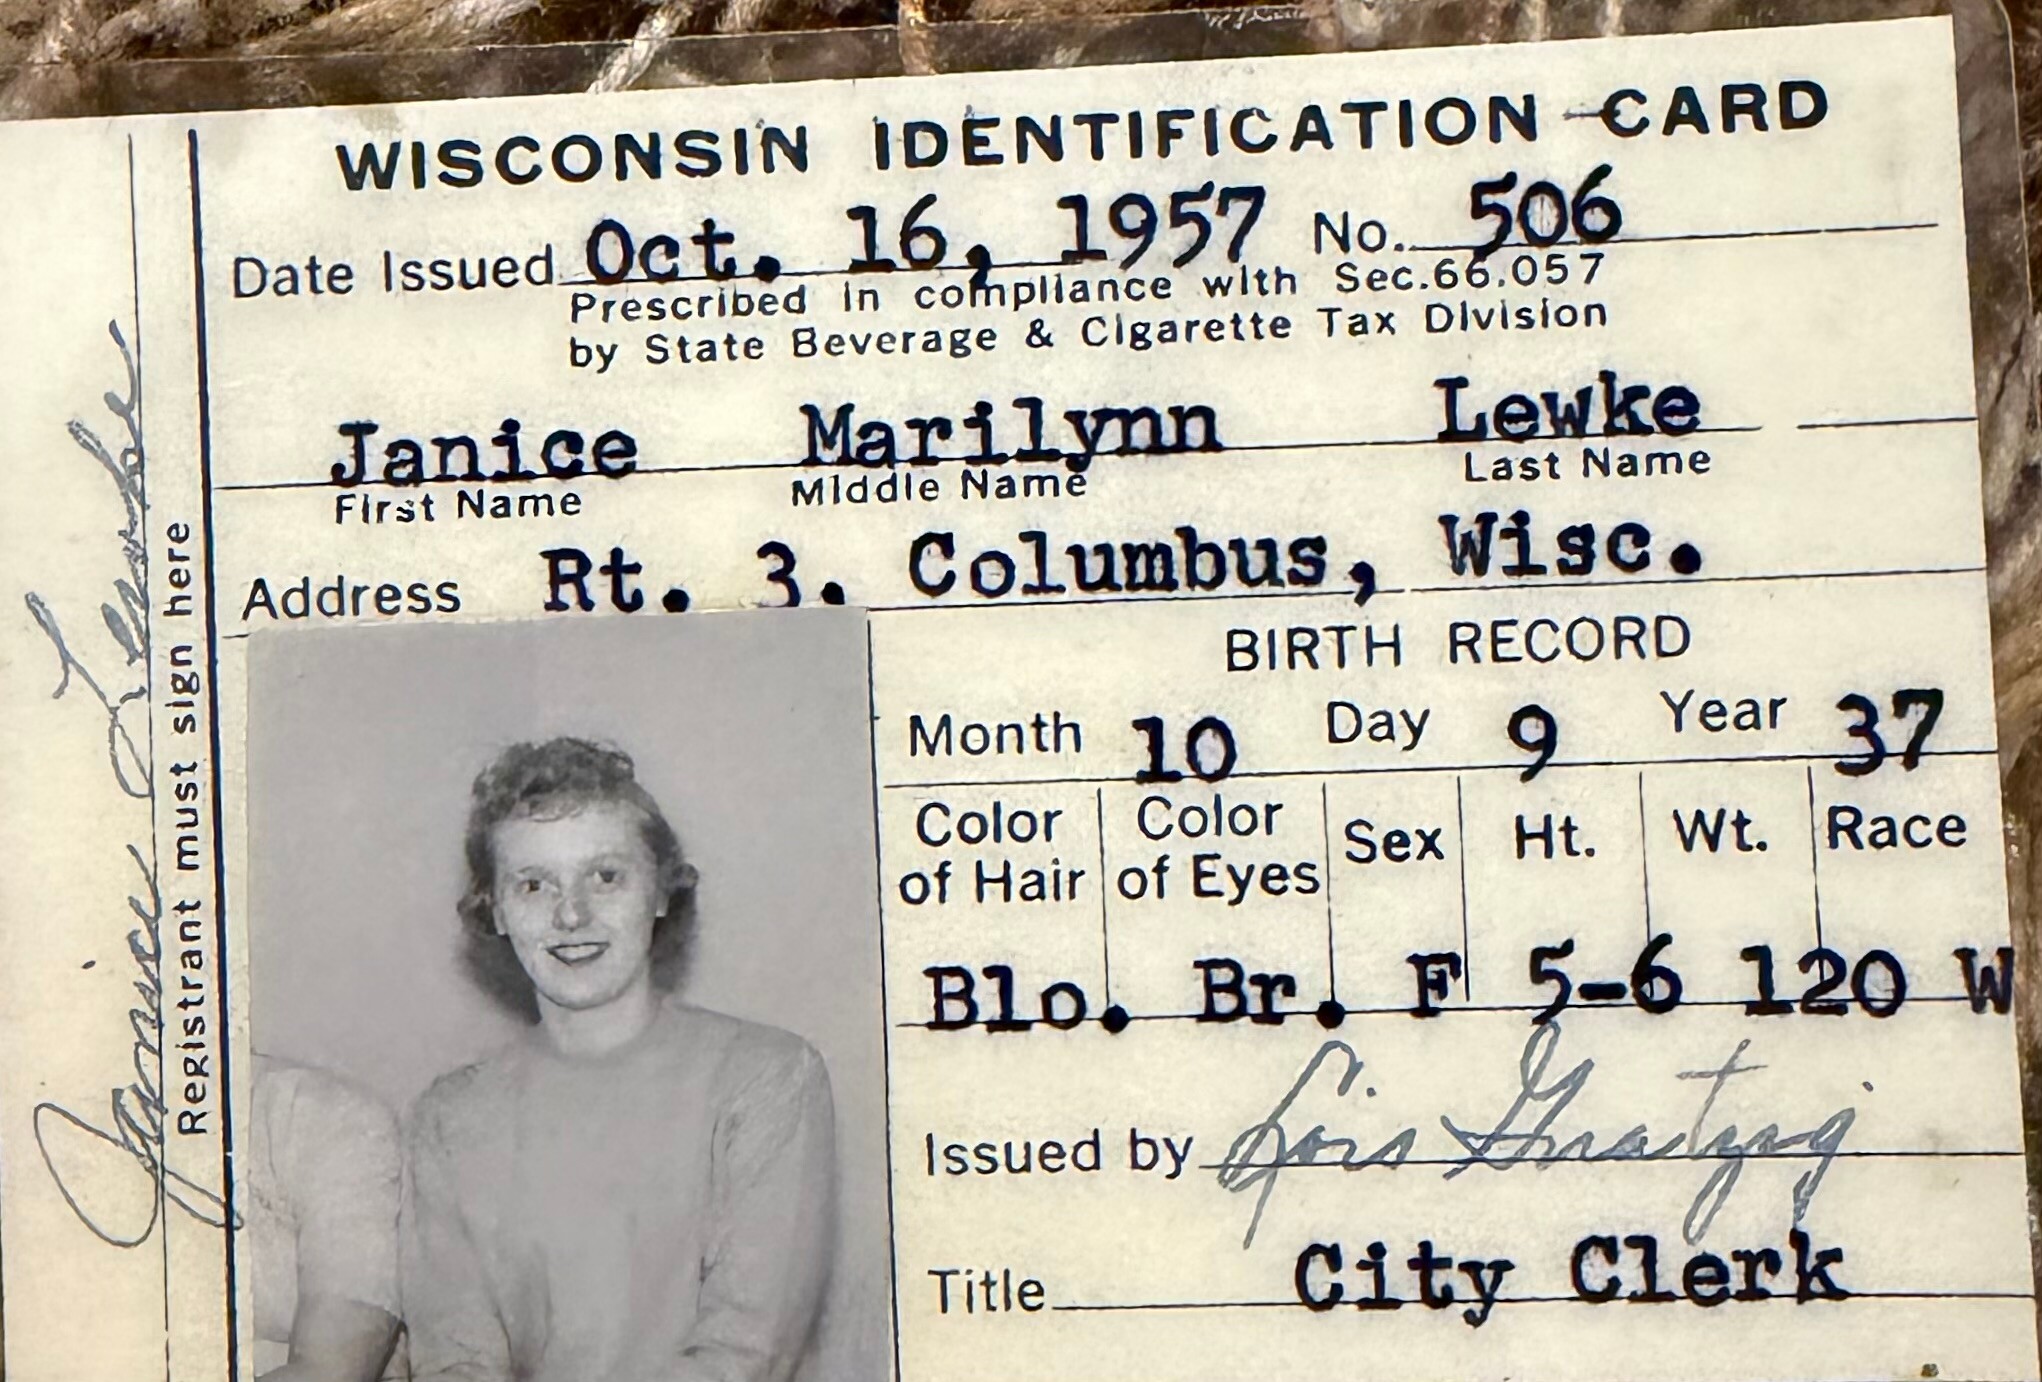 WISCONSIN IDENTIFICATION CARD
Date Issued Oct. 16, 1957 No. 506
Prescribed in compliance with Sec.66.057
by State Beverage & Cigarette Tax Division
Janice Marilynn Lewke
First Name Middle Name Last Name
Address Rt. 3. Columbus, Wisc.
BIRTH RECORD
Month 10 Day 9 Year 37
Color of Hair Color of Eyes Sex Ht. Wt. Race
Blo. Br. F 5-6 120 W
Issued by Lois
Title City Clerk
Janice Lewke
Registrant must sign here